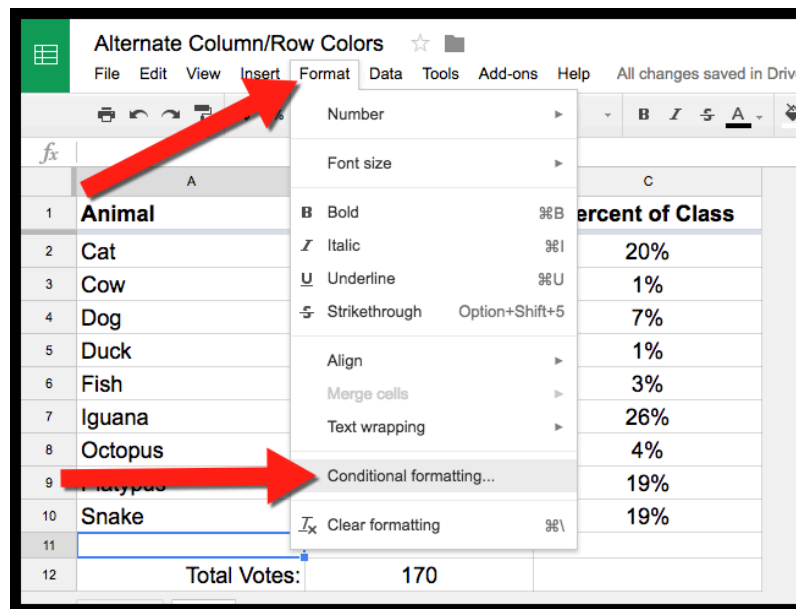 Alternate Column/Row Colors
File Edit View Insert Format Data Tools Add-ons Help All changes saved in Driv
B I S A
fx
A C
1 Animal ercent of Class
2 Cat 20%
3 Cow 1%
4 Dog 7%
5 Duck 1%
6 Fish 3%
7 Iguana 26%
8 Octopus 4%
9 Platypus 19%
10 Snake 19%
11
12 Total Votes: 170
Number
Font size
B Bold ⌘B
I Italic ⌘I
U Underline ⌘U
S Strikethrough Option+Shift+5
Align
Merge cells
Text wrapping
Conditional formatting...
Tx Clear formatting ⌘\